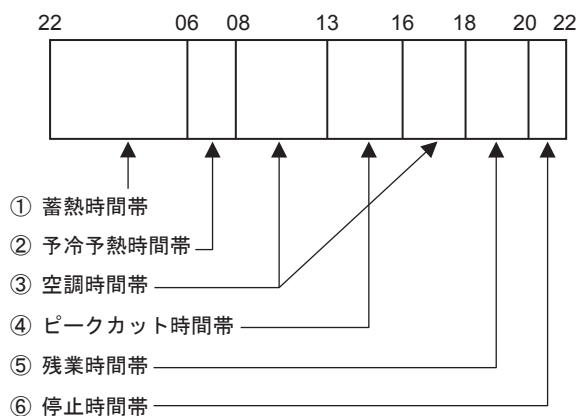 22 06 08 13 16 18 20 22
① 蓄熱時間帯
② 予冷予熱時間帯
③ 空調時間帯
④ ピークカット時間帯
⑤ 残業時間帯
⑥ 停止時間帯